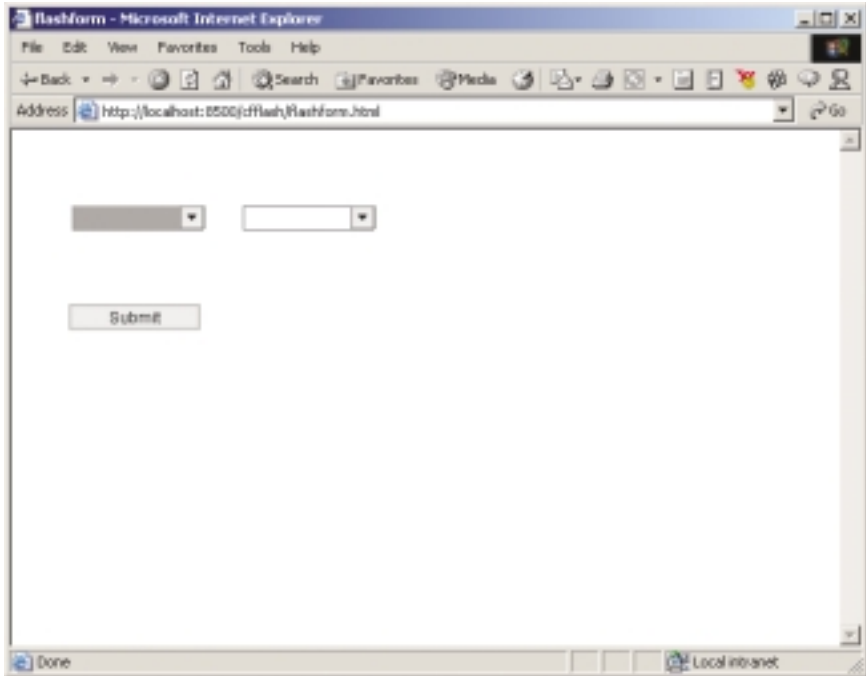 flashform - Microsoft Internet Explorer
File Edit View Favorites Tools Help
Back Search Favorites Media
Address http://localhost:8500/cfflash/flashform.html Go
Submit
Done Local intranet